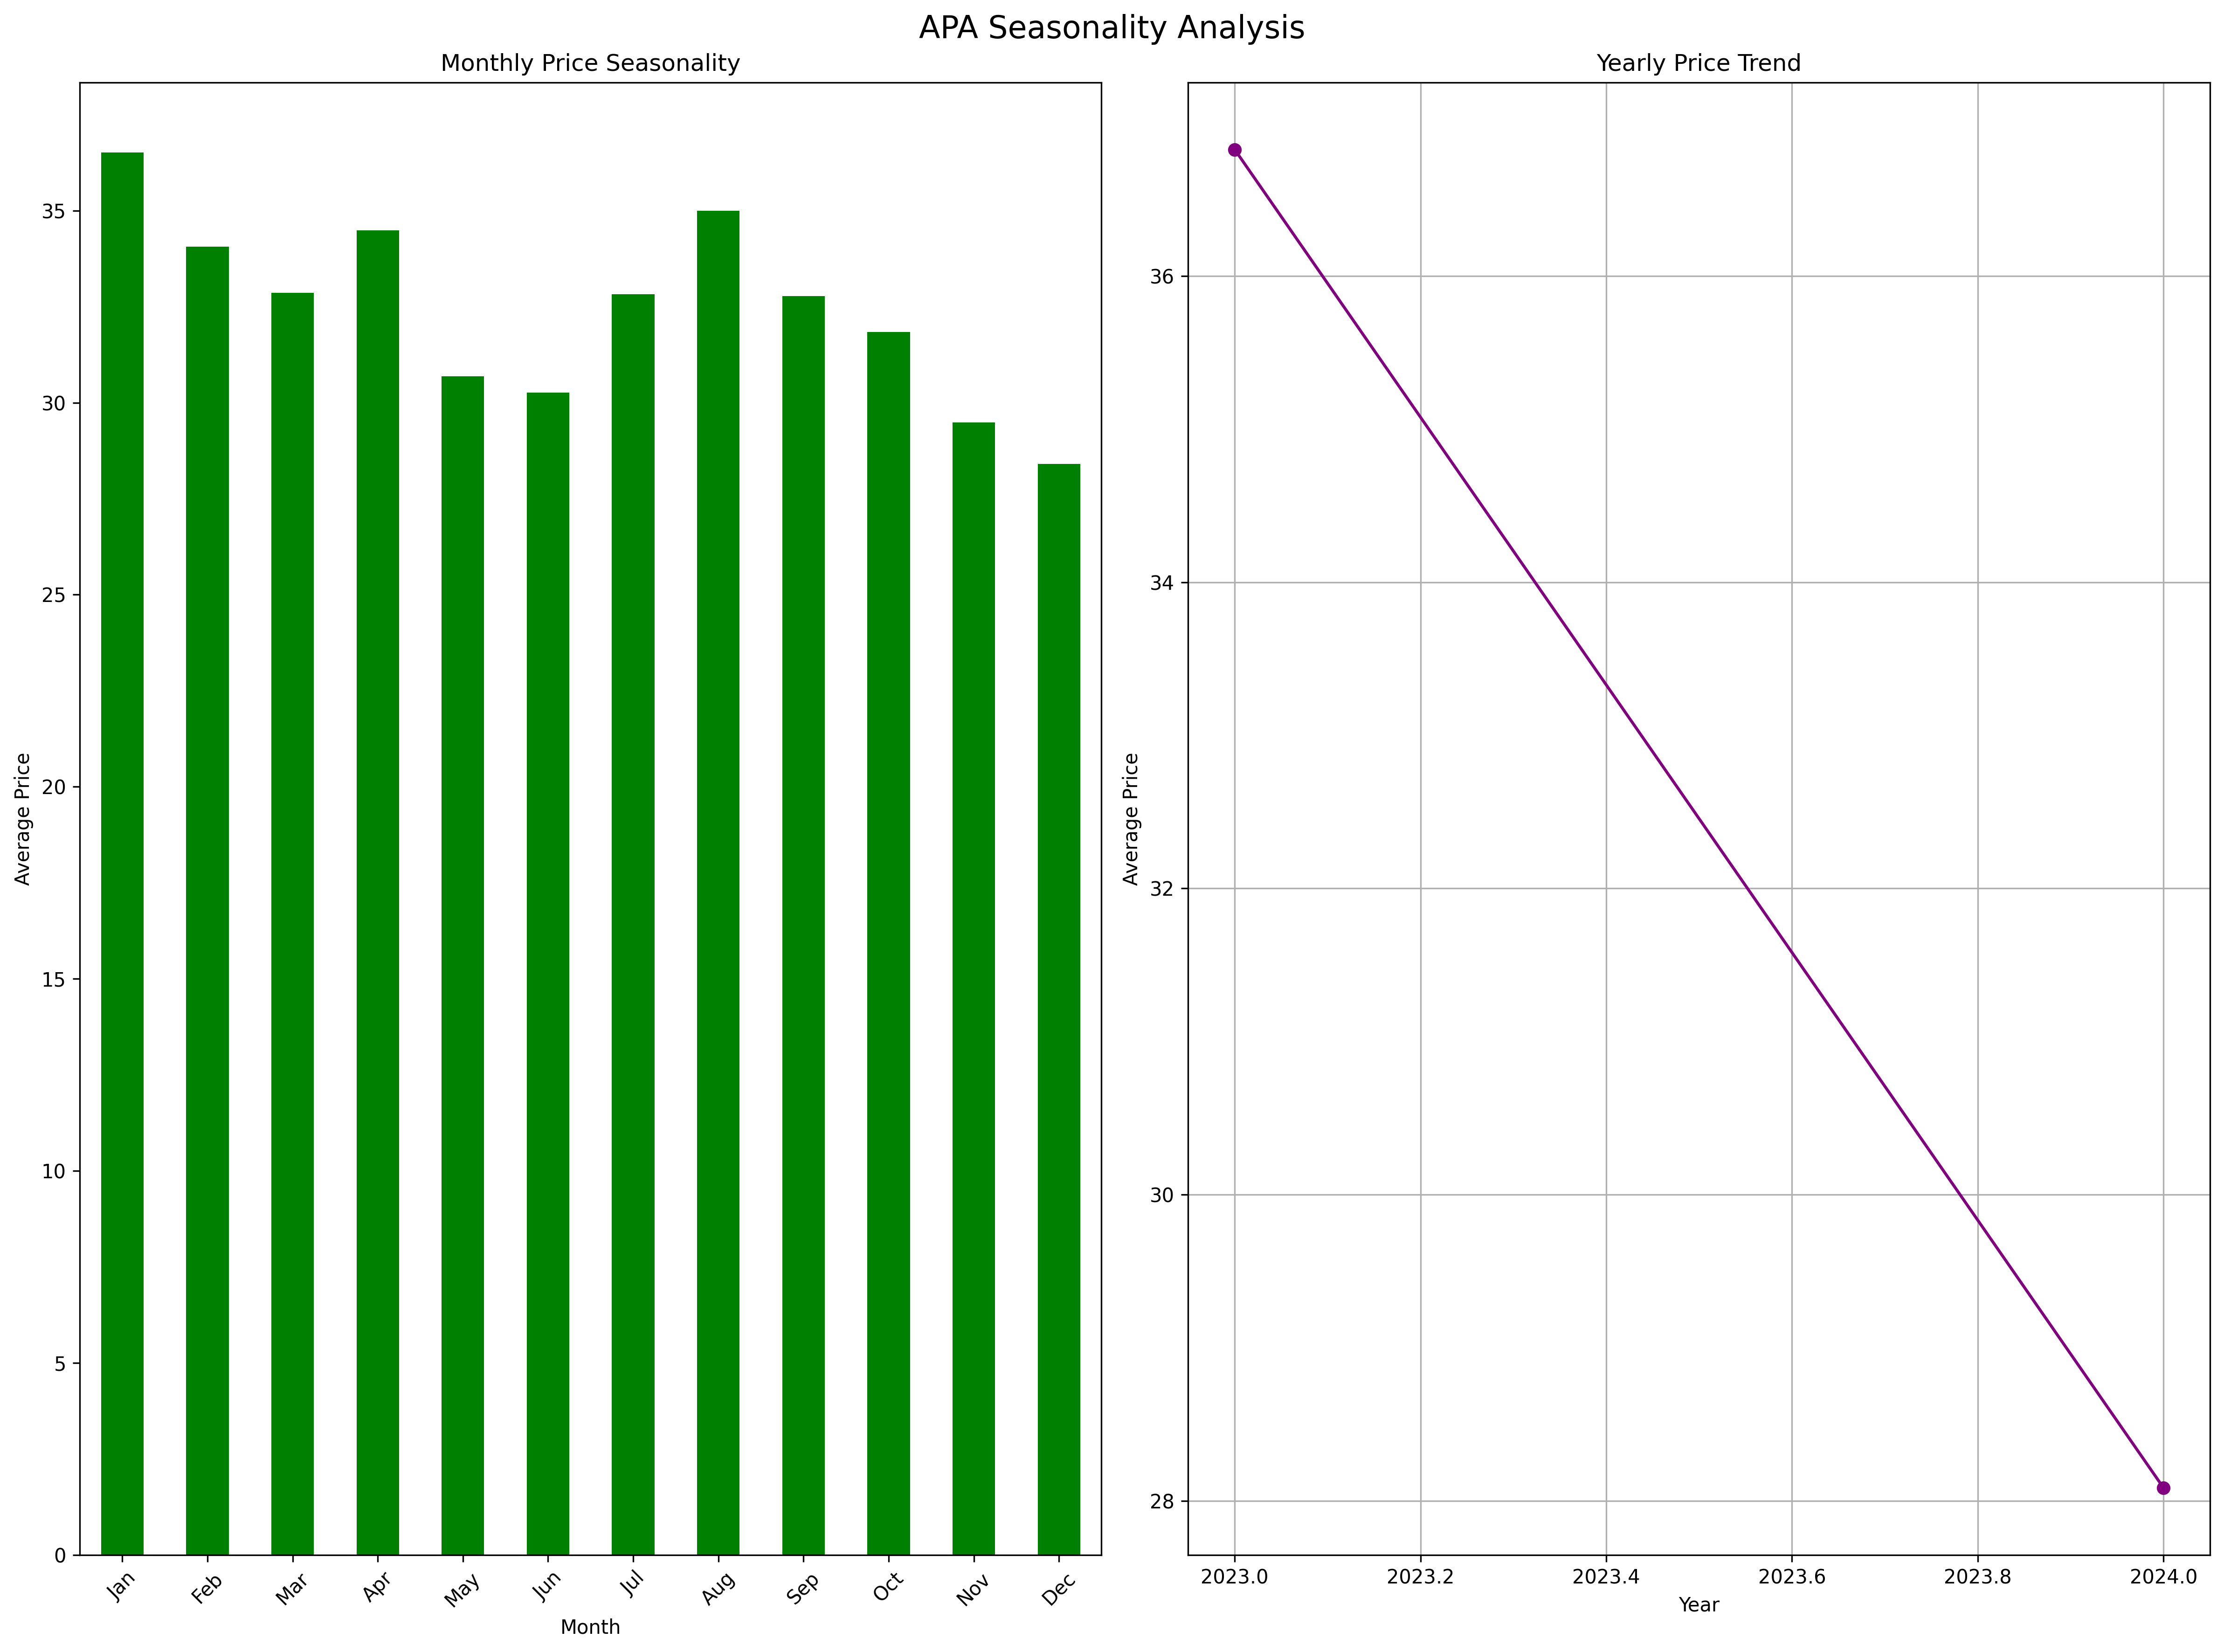 APA Seasonality Analysis
Monthly Price Seasonality
Average Price
35
30
25
20
15
10
5
0
Jan Feb Mar Apr May Jun Jul Aug Sep Oct Nov Dec
Month
Yearly Price Trend
Average Price
36
34
32
30
28
2023.0 2023.2 2023.4 2023.6 2023.8 2024.0
Year